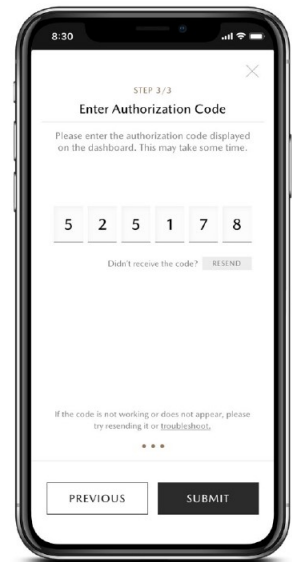 8:30
STEP 3/3
Enter Authorization Code
Please enter the authorization code displayed
on the dashboard. This may take some time.
5 2 5 1 7 8
Didn't receive the code? RESEND
If the code is not working or does not appear, please
try resending it or troubleshoot.
PREVIOUS SUBMIT